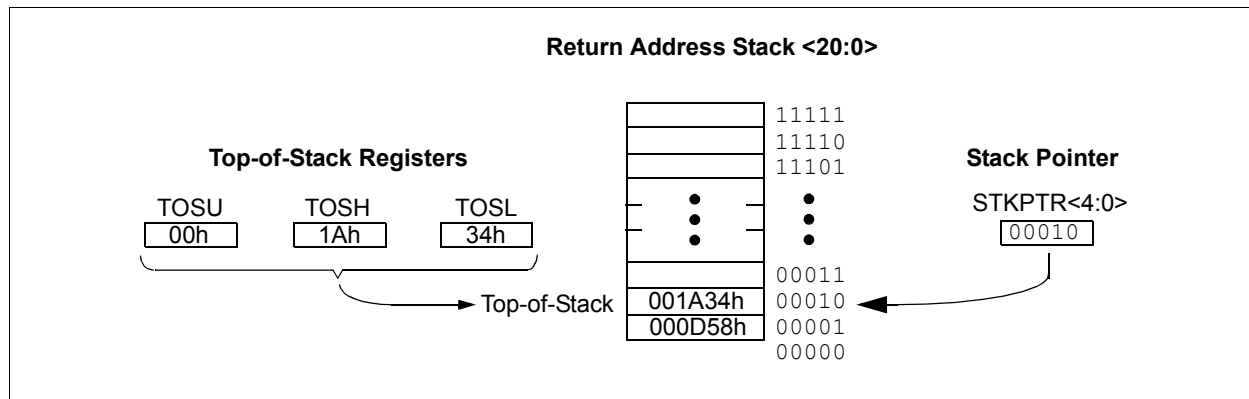 Return Address Stack <20:0>
11111
11110
11101
Top-of-Stack Registers
Stack Pointer
TOSU TOSH TOSL
STKPTR<4:0>
00h 1Ah 34h
00010
00011
Top-of-Stack 001A34h 00010
000D58h 00001
00000